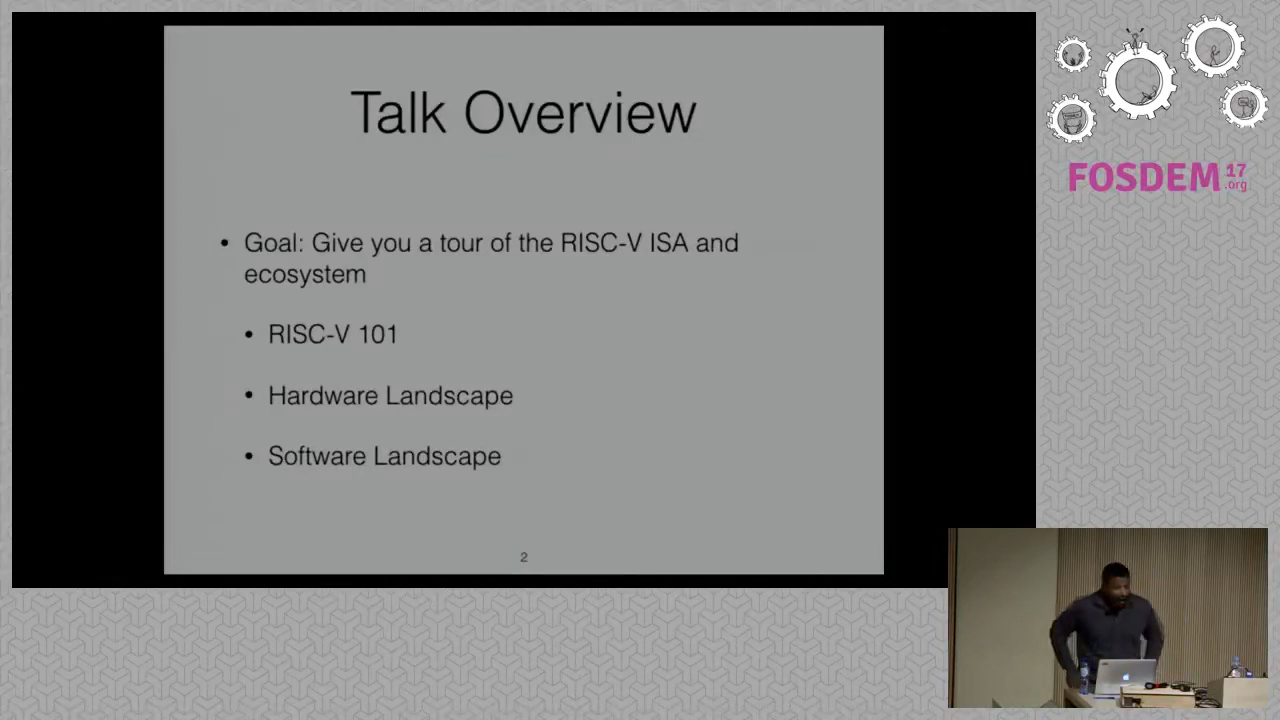 Talk Overview
• Goal: Give you a tour of the RISC-V ISA and
ecosystem
• RISC-V 101
• Hardware Landscape
• Software Landscape
2
FOSDEM 17
.org